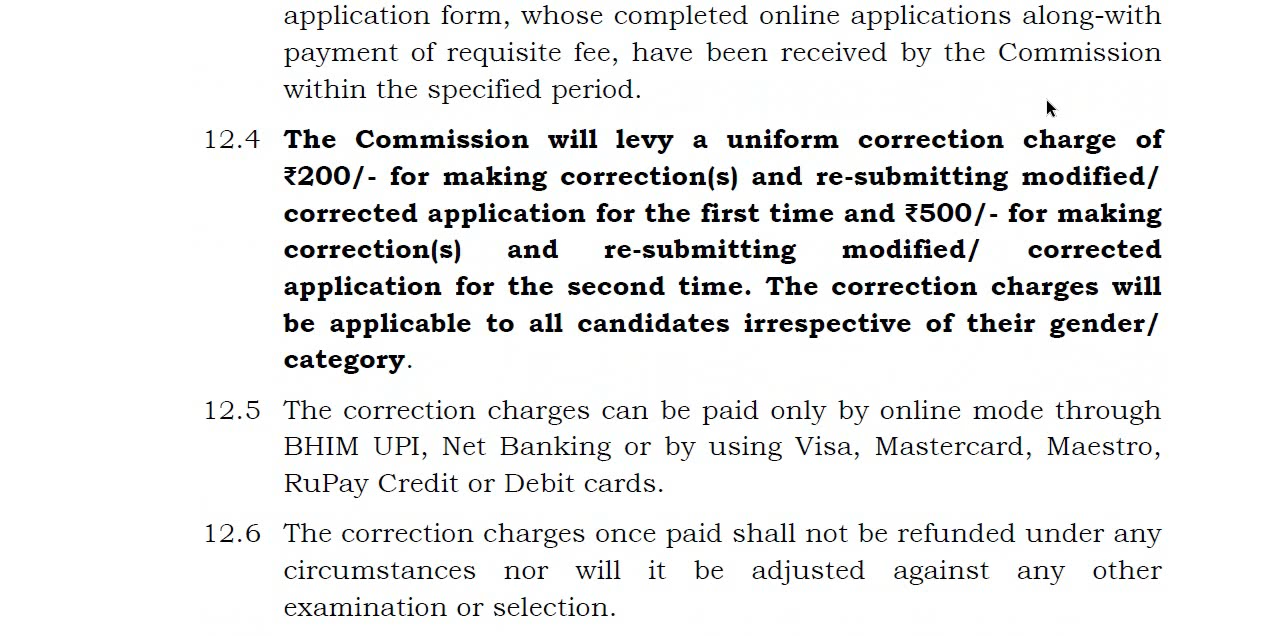 application form, whose completed online applications along-with
payment of requisite fee, have been received by the Commission
within the specified period.
12.4 The Commission will levy a uniform correction charge of
₹200/- for making correction(s) and re-submitting modified/
corrected application for the first time and ₹500/- for making
correction(s) and re-submitting modified/ corrected
application for the second time. The correction charges will
be applicable to all candidates irrespective of their gender/
category.
12.5 The correction charges can be paid only by online mode through
BHIM UPI, Net Banking or by using Visa, Mastercard, Maestro,
RuPay Credit or Debit cards.
12.6 The correction charges once paid shall not be refunded under any
circumstances nor will it be adjusted against any other
examination or selection.